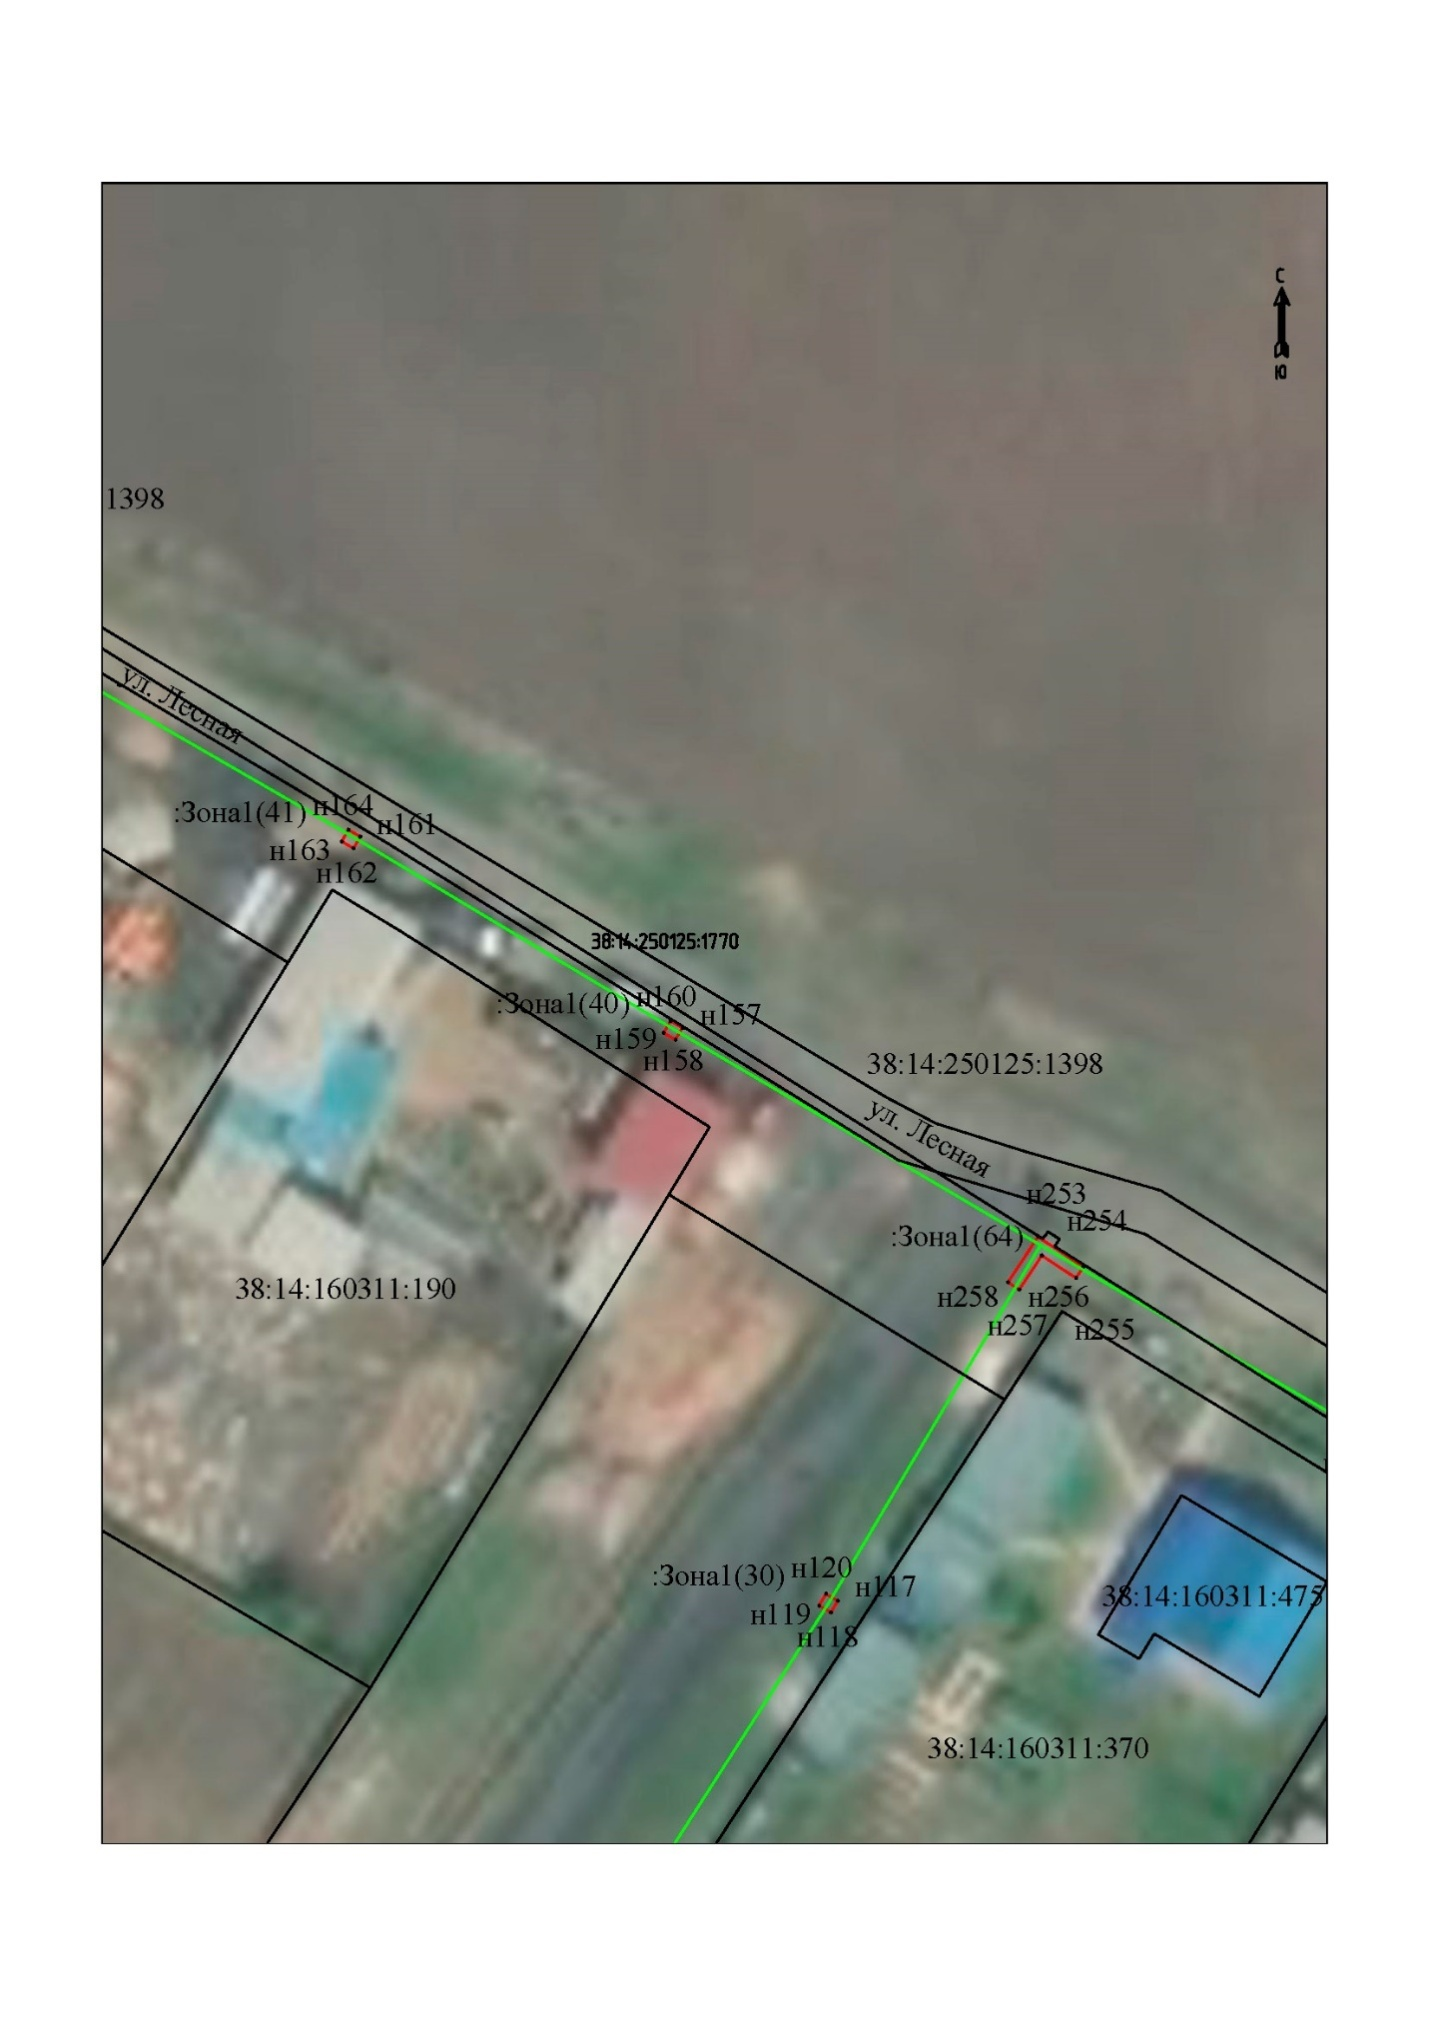 С
Ю
1398
ул. Лесная
:Зона1(41)
н164
н161
н163
н162
38:14:250125:1770
:Зона1(40)
н160
н157
н159
н158
38:14:250125:1398
ул. Лесная
н253
н254
:Зона1(64)
38:14:160311:190
н258
н256
н257
н255
:Зона1(30)
н120
н117
н119
н118
38:14:160311:475
38:14:160311:370